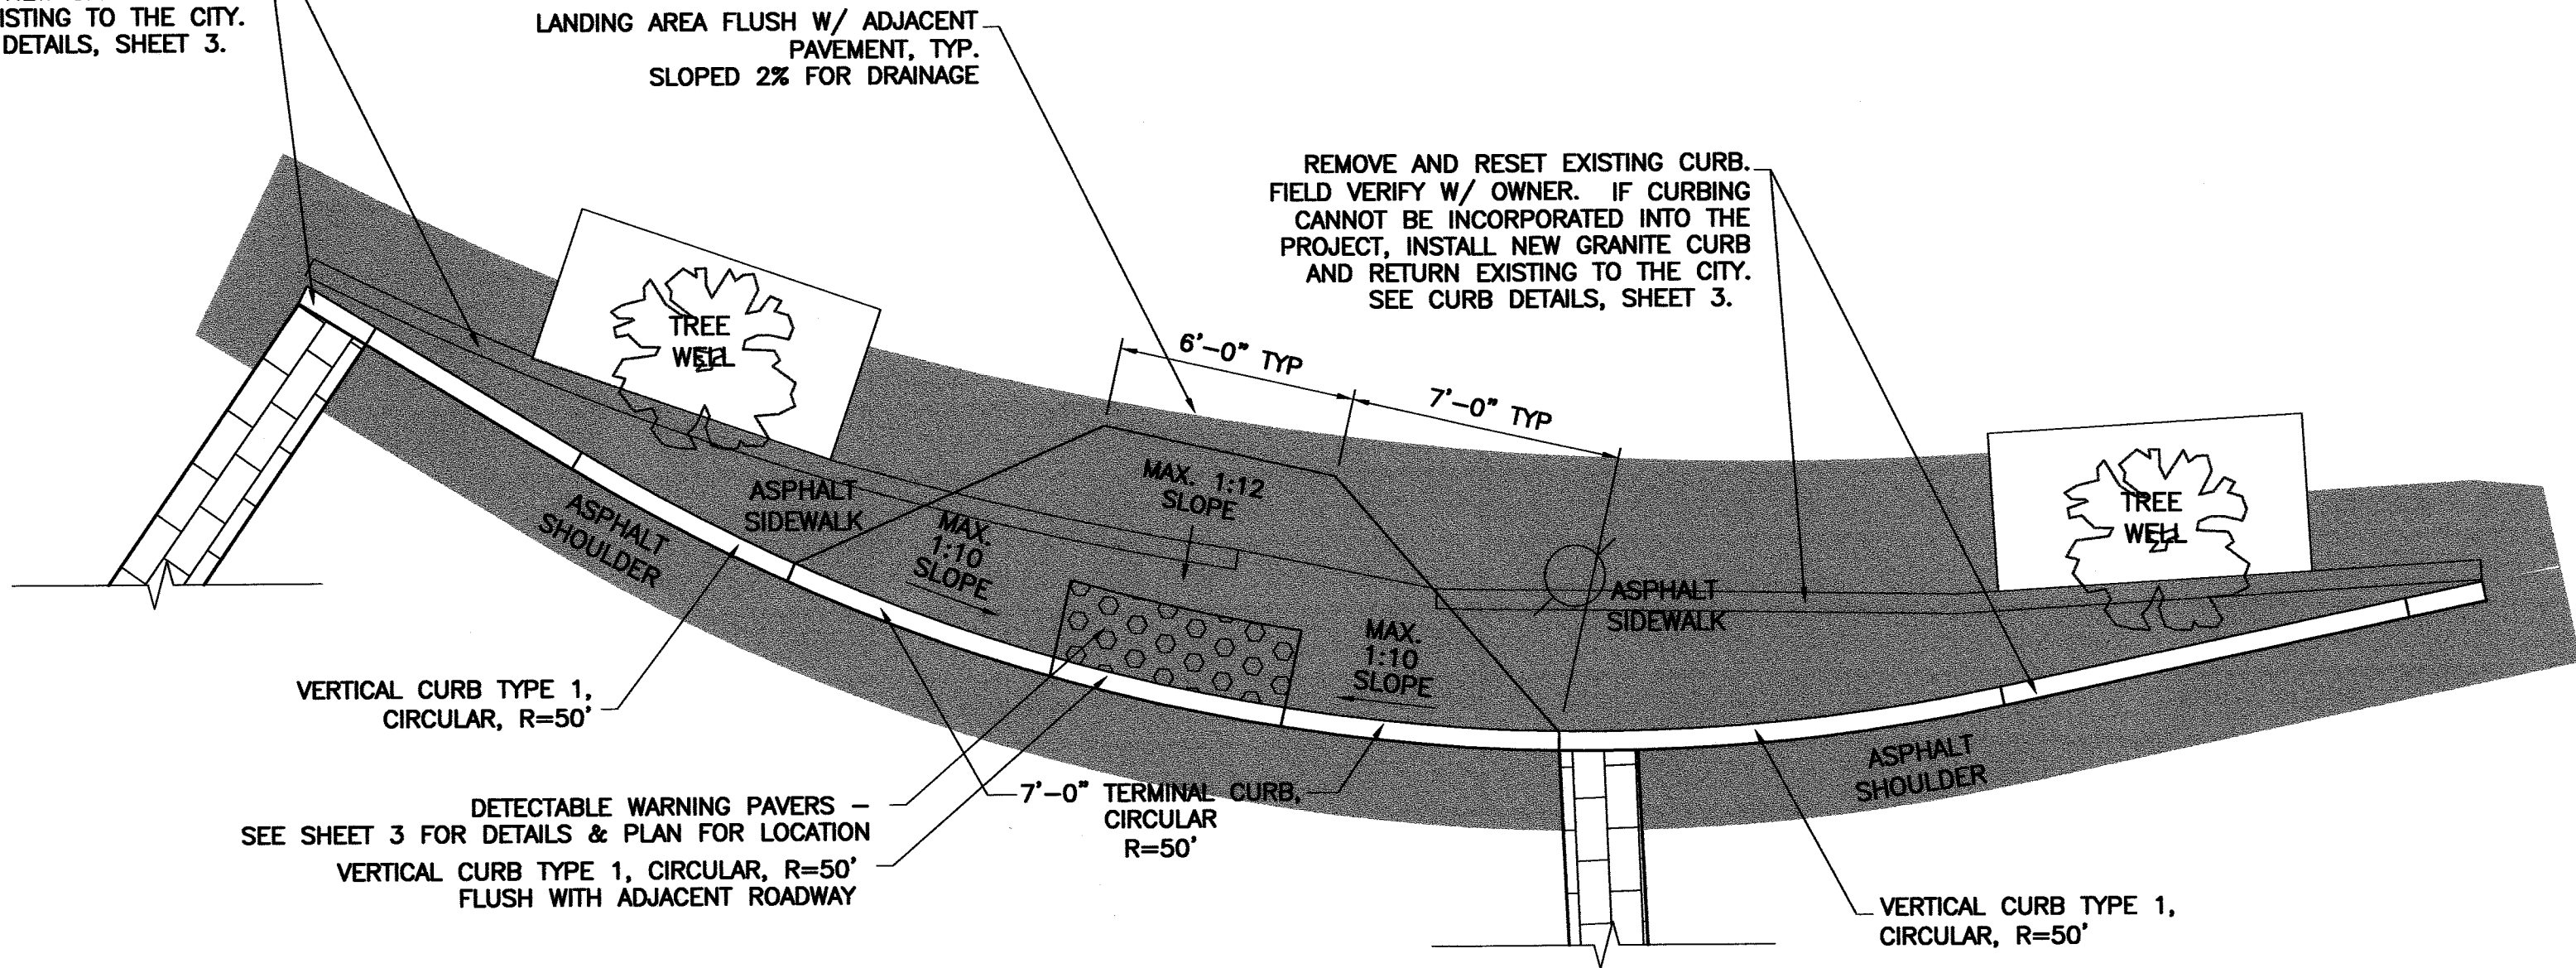 ISTING TO THE CITY.
DETAILS, SHEET 3.
LANDING AREA FLUSH W/ ADJACENT
PAVEMENT, TYP.
SLOPED 2% FOR DRAINAGE
REMOVE AND RESET EXISTING CURB.
FIELD VERIFY W/ OWNER. IF CURBING
CANNOT BE INCORPORATED INTO THE
PROJECT, INSTALL NEW GRANITE CURB
AND RETURN EXISTING TO THE CITY.
SEE CURB DETAILS, SHEET 3.
TREE
WELL
6'-0" TYP
7'-0" TYP
MAX. 1:12
SLOPE
ASPHALT
SIDEWALK
ASPHALT
SHOULDER
MAX.
1:10
SLOPE
MAX.
1:10
SLOPE
ASPHALT
SIDEWALK
TREE
WELL
ASPHALT
SHOULDER
VERTICAL CURB TYPE 1,
CIRCULAR, R=50'
DETECTABLE WARNING PAVERS –
SEE SHEET 3 FOR DETAILS & PLAN FOR LOCATION
VERTICAL CURB TYPE 1, CIRCULAR, R=50'
FLUSH WITH ADJACENT ROADWAY
7'-0" TERMINAL CURB,
CIRCULAR
R=50'
VERTICAL CURB TYPE 1,
CIRCULAR, R=50'